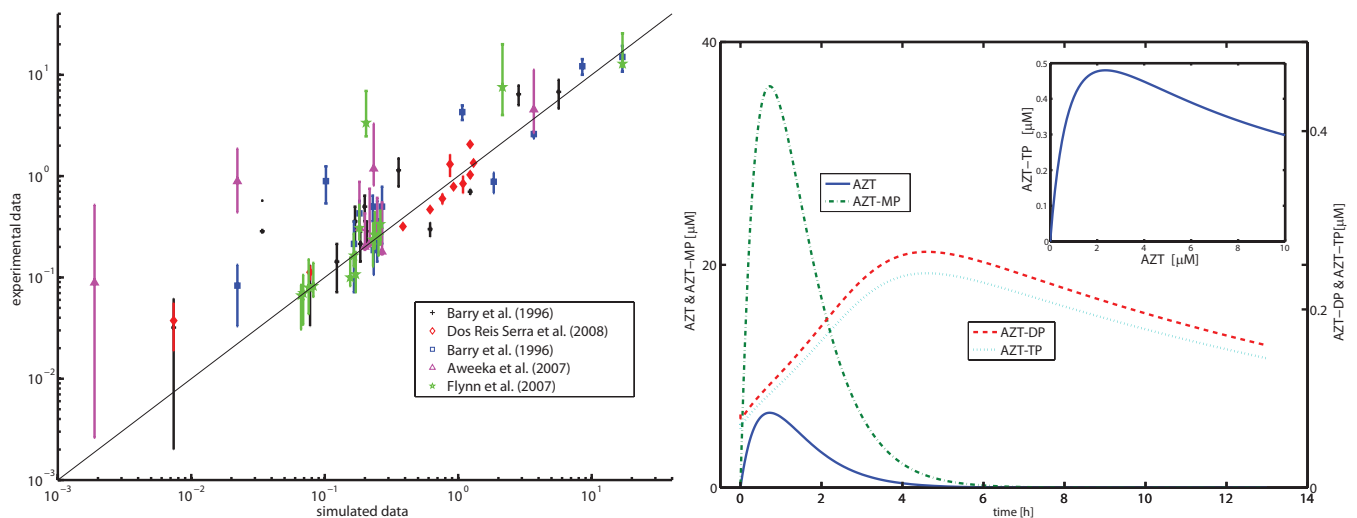 experimental data
10^1
10^0
10^−1
10^−2
10^−3
10^−3
10^−2
10^−1
10^0
10^1
simulated data
Barry et al. (1996)
Dos Reis Serra et al. (2008)
Barry et al. (1996)
Aweeka et al. (2007)
Flynn et al. (2007)
AZT & AZT−MP [µM]
40
20
0
0
2
4
6
8
10
12
14
time [h]
AZT
AZT-MP
AZT-DP
AZT-TP
AZT−TP [µM]
0.5
0.4
0.3
0.2
0.1
0
0
2
4
6
8
10
AZT [µM]
0.4
0.2
0
AZT−DP & AZT−TP[µM]